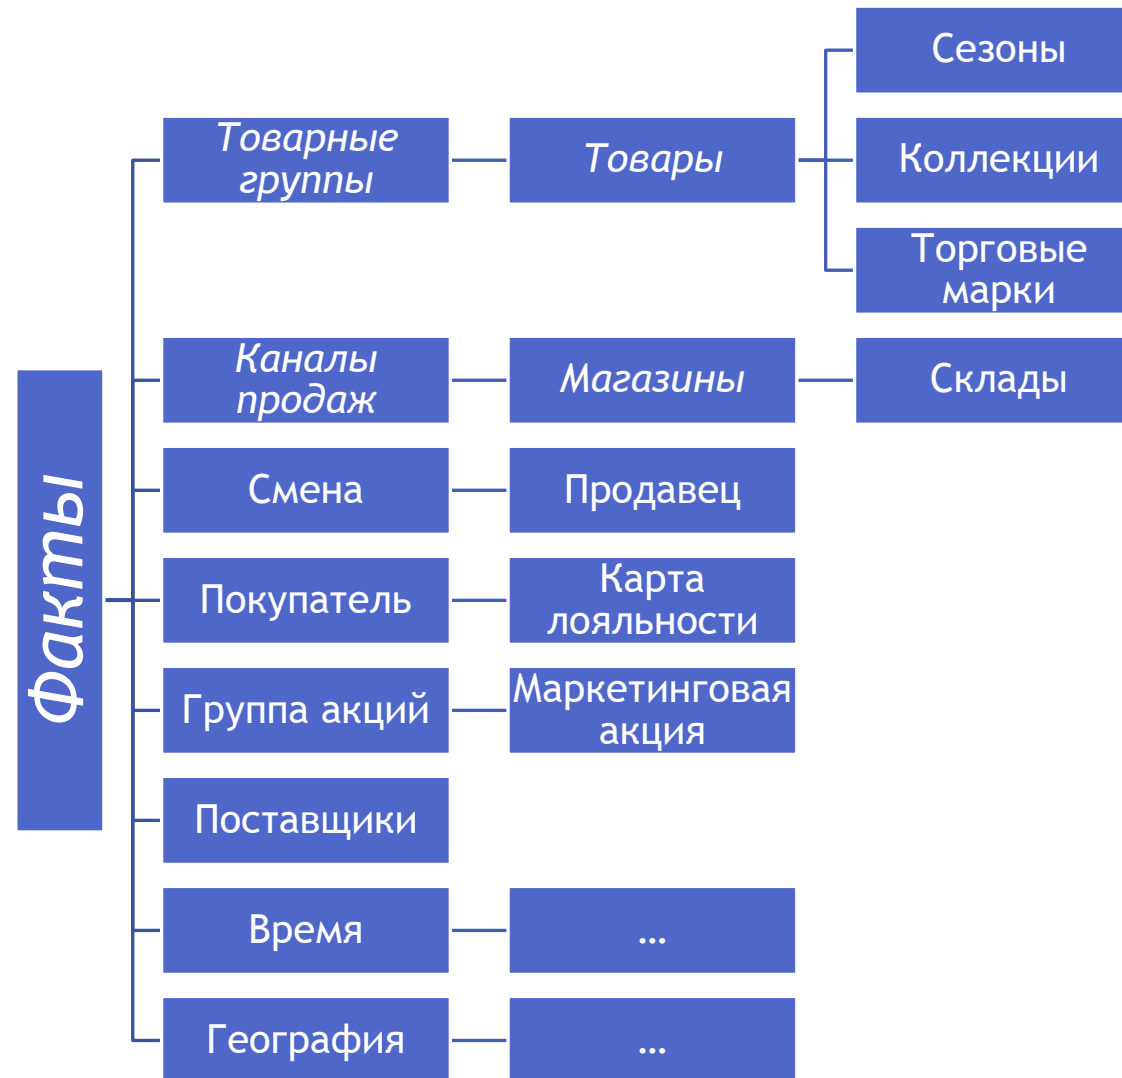 Факты
Товарные
группы
Товары
Сезоны
Коллекции
Торговые
марки
Каналы
продаж
Магазины
Склады
Смена
Продавец
Покупатель
Карта
лояльности
Группа акций
Маркетинговая
акция
Поставщики
Время
...
География
...